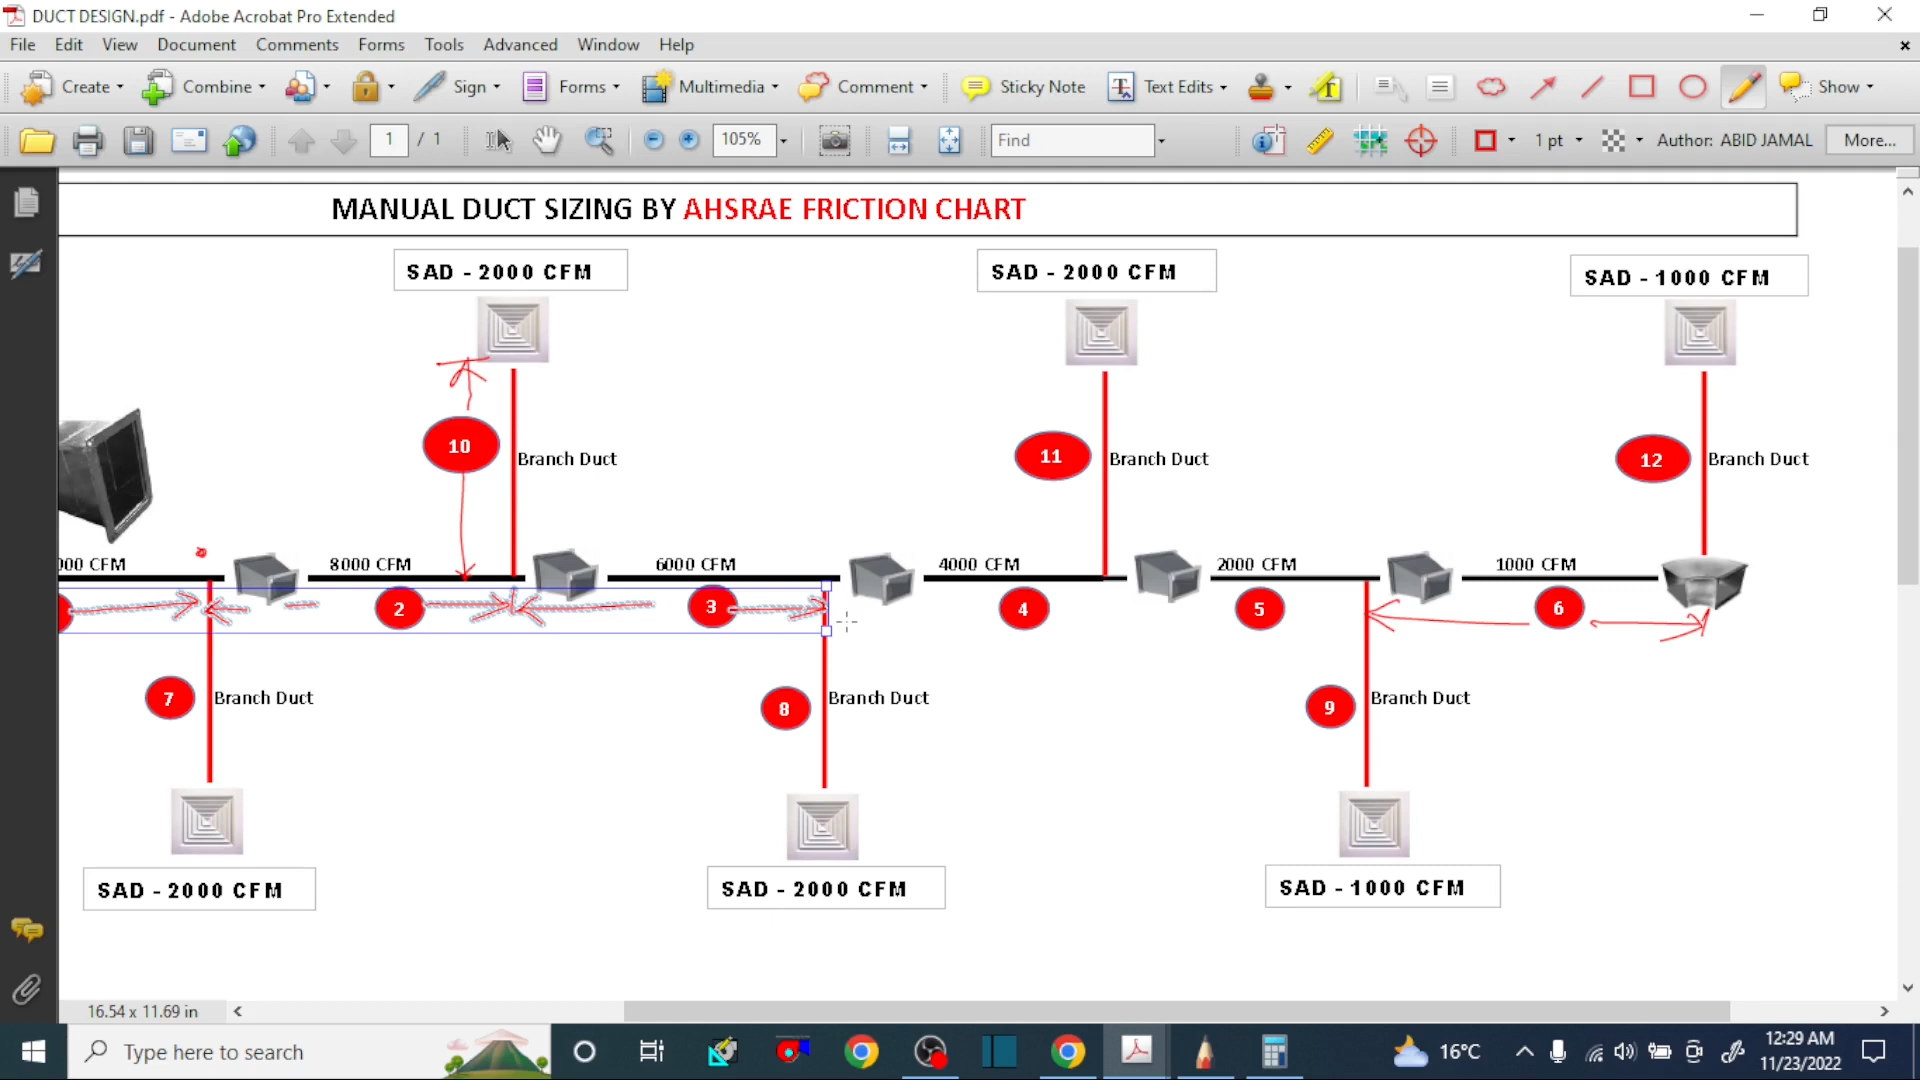 DUCT DESIGN.pdf - Adobe Acrobat Pro Extended
File Edit View Document Comments Forms Tools Advanced Window Help
Create Combine Sign Forms Multimedia Comment Sticky Note Text Edits Show
1 / 1 105% Find 1 pt Author: ABID JAMAL More...
MANUAL DUCT SIZING BY AHSRAE FRICTION CHART
SAD - 2000 CFM
SAD - 2000 CFM
SAD - 1000 CFM
10 Branch Duct
11 Branch Duct
12 Branch Duct
000 CFM 8000 CFM 6000 CFM 4000 CFM 2000 CFM 1000 CFM
2 3 4 5 6
7 Branch Duct
8 Branch Duct
9 Branch Duct
SAD - 2000 CFM
SAD - 2000 CFM
SAD - 1000 CFM
16.54 x 11.69 in
Type here to search
16°C
12:29 AM
11/23/2022